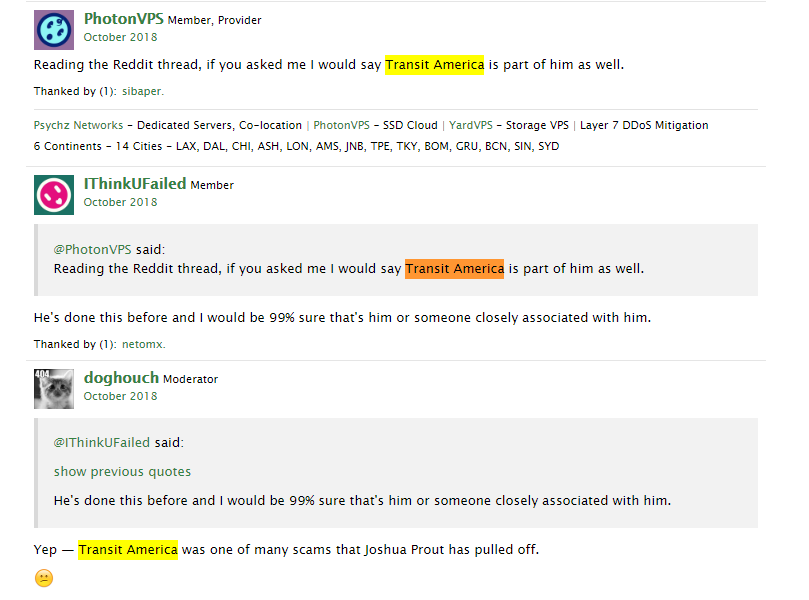 PhotonVPS Member, Provider
October 2018
Reading the Reddit thread, if you asked me I would say Transit America is part of him as well.
Thanked by (1): sibaper.
Psychz Networks – Dedicated Servers, Co-location | PhotonVPS – SSD Cloud | YardVPS – Storage VPS | Layer 7 DDoS Mitigation
6 Continents – 14 Cities – LAX, DAL, CHI, ASH, LON, AMS, JNB, TPE, TKY, BOM, GRU, BCN, SIN, SYD
IThinkUFailed Member
October 2018
@PhotonVPS said:
Reading the Reddit thread, if you asked me I would say Transit America is part of him as well.
He's done this before and I would be 99% sure that's him or someone closely associated with him.
Thanked by (1): netomx.
404
doghouch Moderator
October 2018
@IThinkUFailed said:
show previous quotes
He's done this before and I would be 99% sure that's him or someone closely associated with him.
Yep — Transit America was one of many scams that Joshua Prout has pulled off.